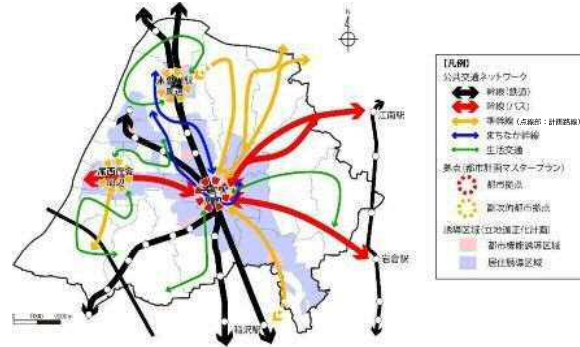 江南駅
岩倉駅
稲沢駅
【凡例】
公共交通ネットワーク
幹線(鉄道)
幹線(バス)
準幹線(点線部:計画路線)
まちなか幹線
生活交通
拠点(都市計画マスタープラン)
都市拠点
副次的都市拠点
誘導区域(立地適正化計画)
都市機能誘導区域
居住誘導区域